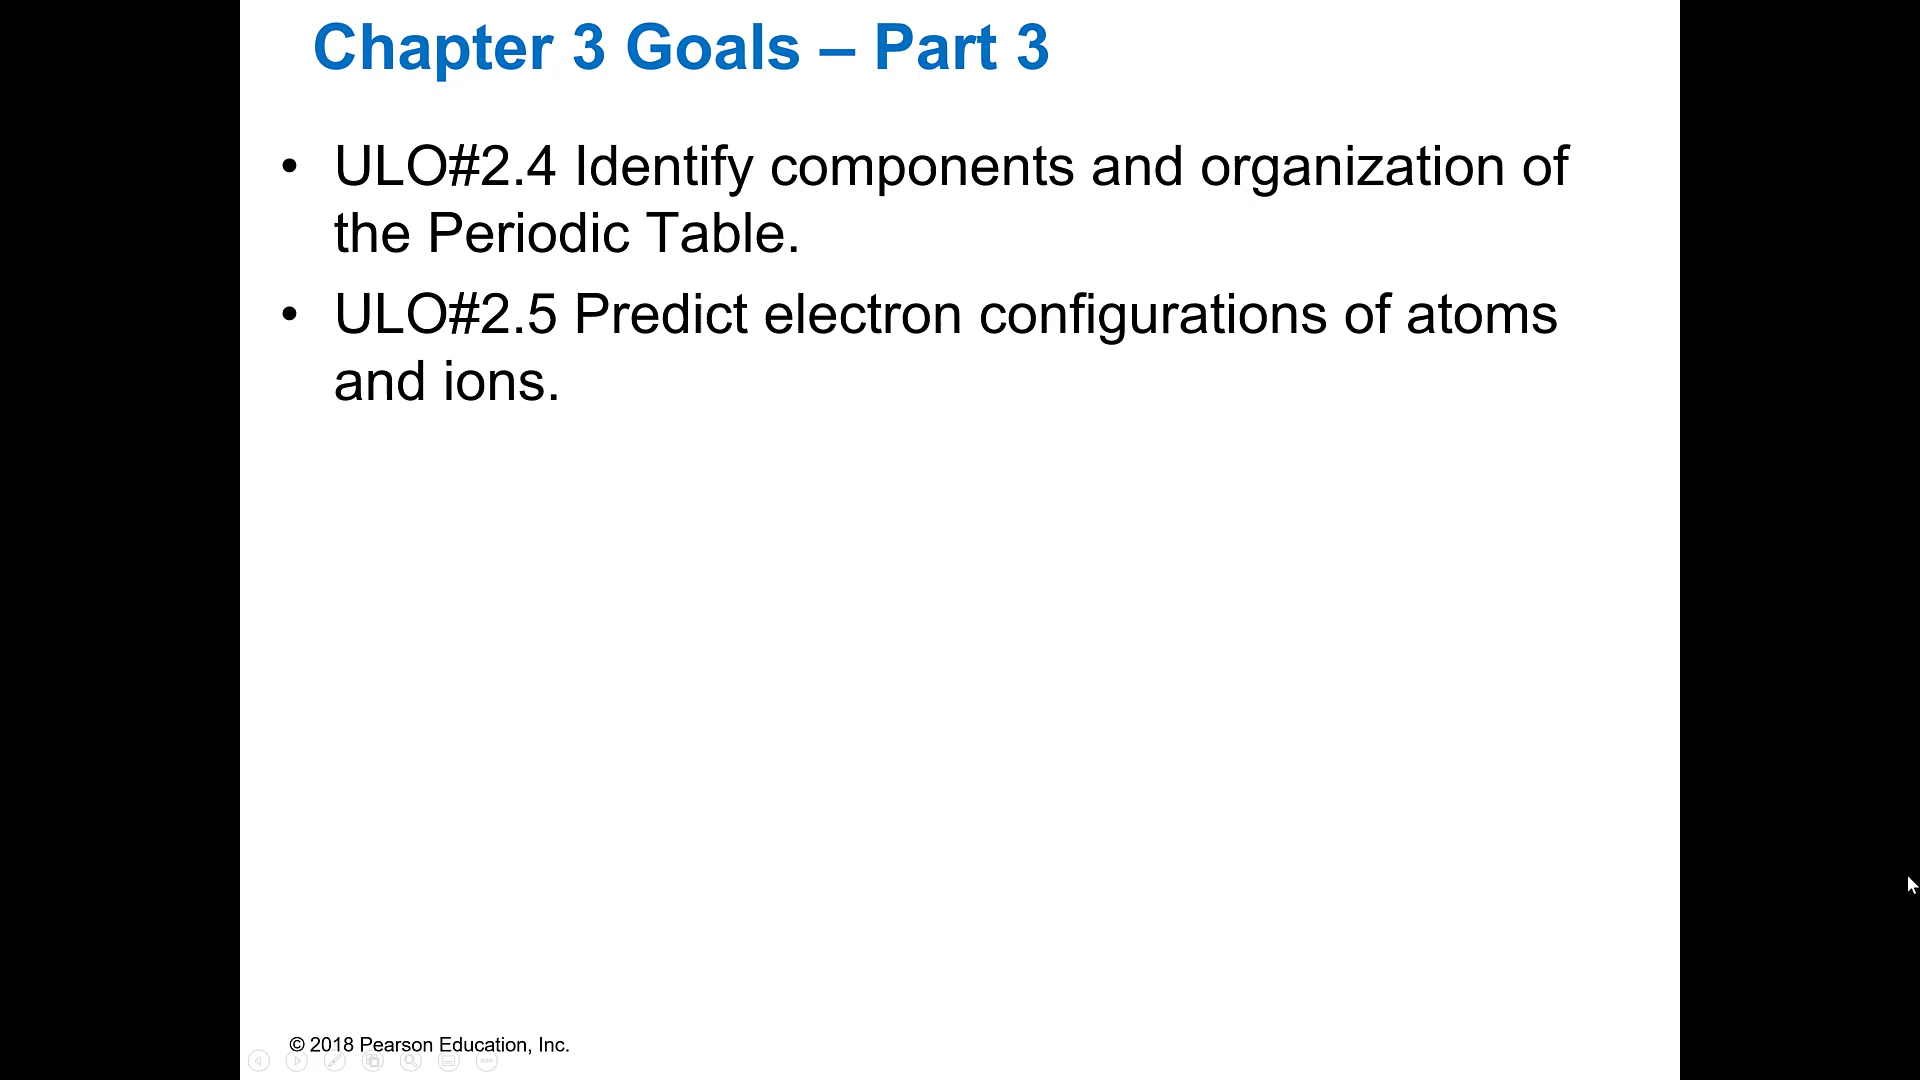 Chapter 3 Goals – Part 3
• ULO#2.4 Identify components and organization of
the Periodic Table.
• ULO#2.5 Predict electron configurations of atoms
and ions.
© 2018 Pearson Education, Inc.